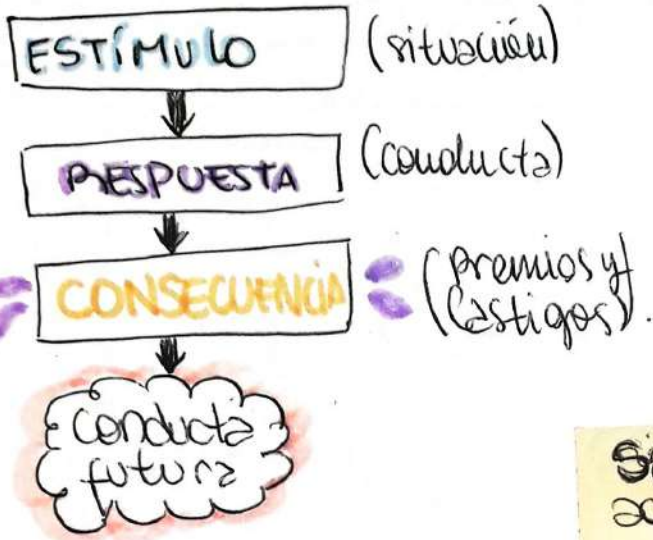 ESTÍMULO (situación)
RESPUESTA (conducta)
CONSECUENCIA (premios y
castigos).
conducta
futura